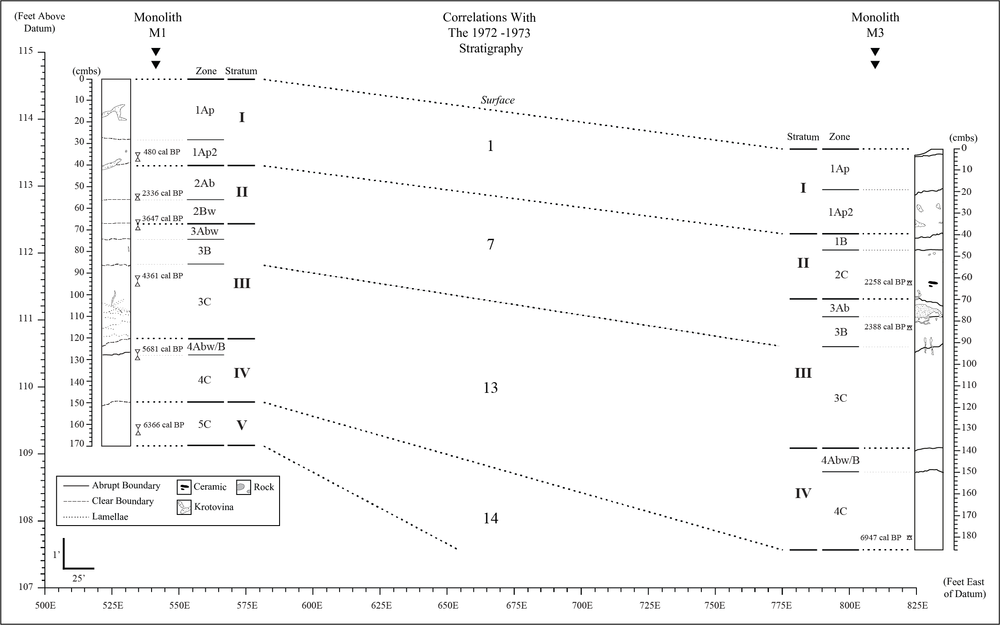 (Feet Above
Datum)
Monolith
M1
Correlations With
The 1972 -1973
Stratigraphy
Monolith
M3
115
114
113
112
111
110
109
108
107
(cmbs)
0
10
20
30
40
50
60
70
80
90
100
110
120
130
140
150
160
170
Zone Stratum
1Ap
I
480 cal BP
1Ap2
2Ab
II
2336 cal BP
2Bw
3647 cal BP
3Abw
3B
4361 cal BP
III
3C
5681 cal BP
4Abw/B
IV
4C
6366 cal BP
5C
V
Surface
1
7
13
14
Stratum Zone
1Ap
I
1Ap2
1B
II
2C
2258 cal BP
3Ab
2388 cal BP
3B
III
3C
4Abw/B
IV
4C
6947 cal BP
(cmbs)
0
10
20
30
40
50
60
70
80
90
100
110
120
130
140
150
160
170
180
Abrupt Boundary
Clear Boundary
Lamellae
Ceramic
Rock
Krotovina
1’
25’
(Feet East
of Datum)
500E 525E 550E 575E 600E 625E 650E 675E 700E 725E 750E 775E 800E 825E